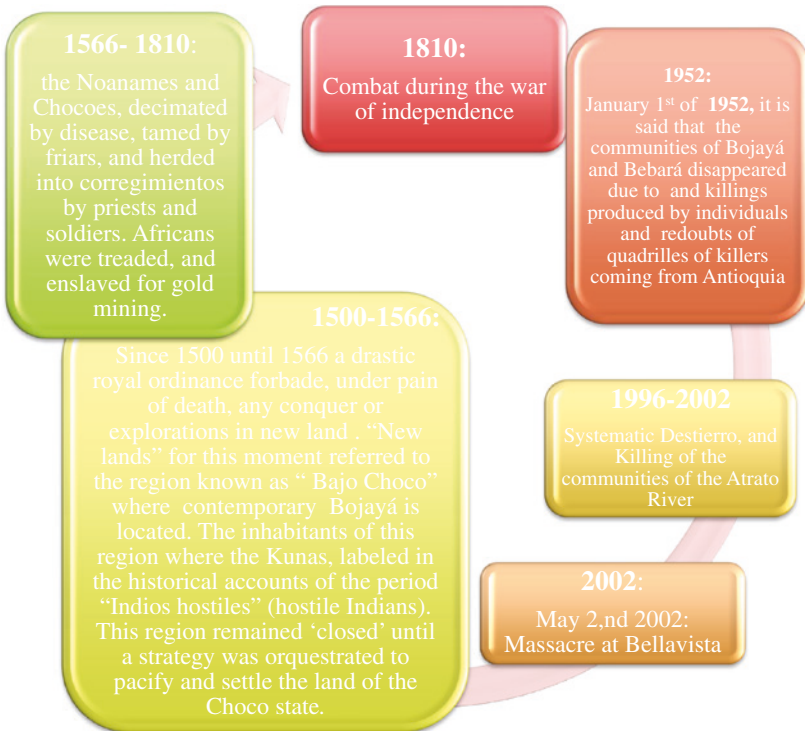 1566- 1810:
the Noanames and
Chocoes, decimated
by disease, tamed by
friars, and herded
into corregimientos
by priests and
soldiers. Africans
were treaded, and
enslaved for gold
mining.
1810:
Combat during the war
of independence
1952:
January 1st of 1952, it is
said that the
communities of Bojayá
and Bebará disappeared
due to and killings
produced by individuals
and redoubts of
quadrilles of killers
coming from Antioquia
1996-2002
Systematic Destierro, and
Killing of the
communities of the Atrato
River
2002:
May 2,nd 2002:
Massacre at Bellavista
1500-1566:
Since 1500 until 1566 a drastic
royal ordinance forbade, under pain
of death, any conquer or
explorations in new land . “New
lands” for this moment referred to
the region known as “ Bajo Choco”
where contemporary Bojayá is
located. The inhabitants of this
region where the Kunas, labeled in
the historical accounts of the period
“Indios hostiles” (hostile Indians).
This region remained ‘closed’ until
a strategy was orquestrated to
pacify and settle the land of the
Choco state.